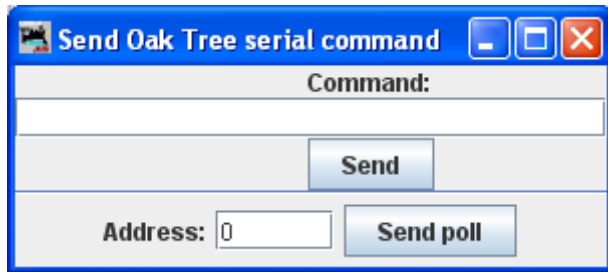 Send Oak Tree serial command
Command:
Send
Address: 0 Send poll